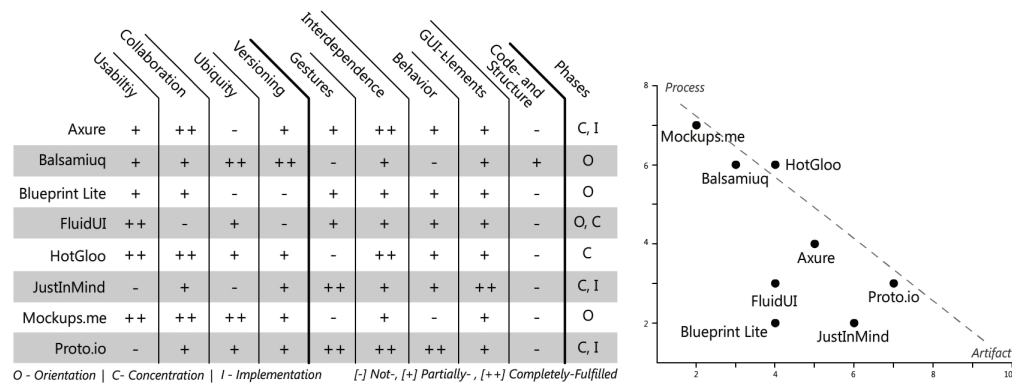 Usabiltiy
Collaboration
Ubiquity
Versioning
Gestures
Interdependence
Behavior
GUI-Elements
Code- and
Structure
Phases
Axure + ++ - + + ++ + + - C, I
Balsamiuq + + ++ ++ - + - + + O
Blueprint Lite + + - - + + + + - O
FluidUI ++ - + - + + + + - O, C
HotGloo ++ ++ + + - ++ + + - C
JustInMind - + - + ++ + + ++ - C, I
Mockups.me ++ ++ ++ + - + - + - O
Proto.io - + + + ++ ++ ++ + - C, I
O - Orientation | C- Concentration | I - Implementation [-] Not-, [+] Partially- , [++] Completely-Fulfilled
8
Process
Mockups.me
6
HotGloo
Balsamiuq
4
Axure
FluidUI
Proto.io
2
Blueprint Lite
JustInMind
Artifact
2 4 6 8 10